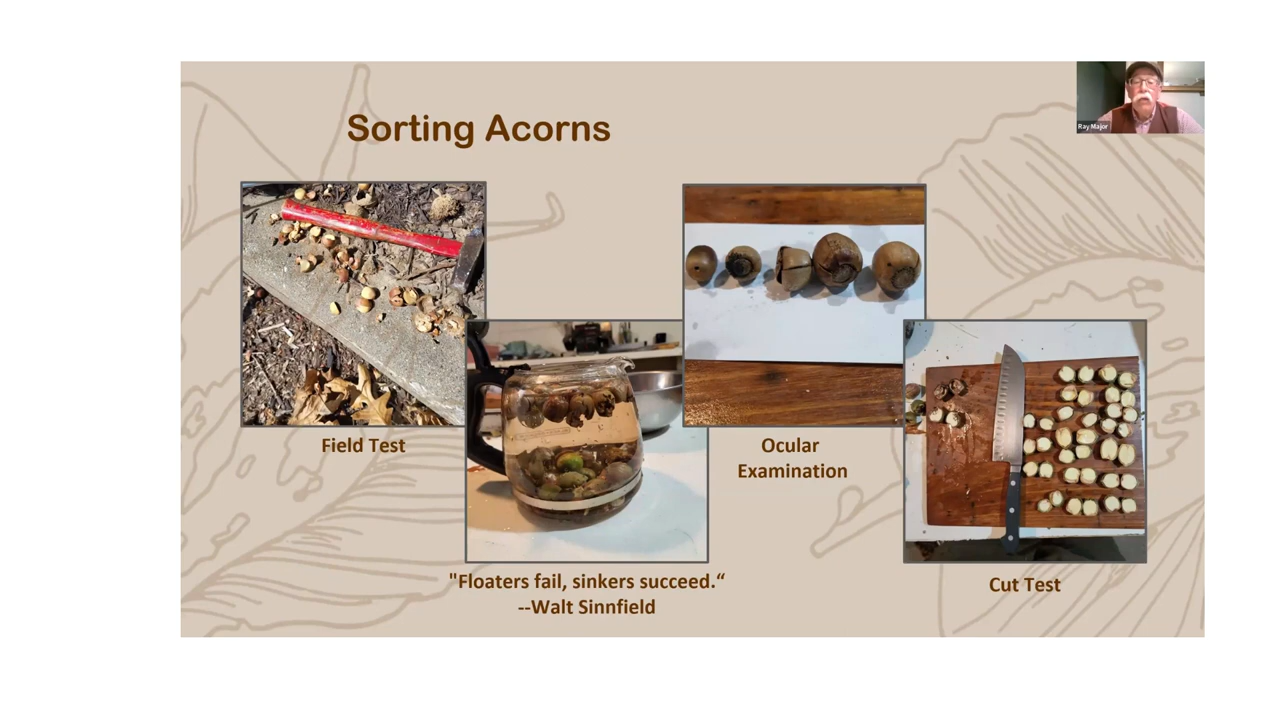 Sorting Acorns
Ray Major
Field Test
"Floaters fail, sinkers succeed.“
--Walt Sinnfield
Ocular
Examination
Cut Test